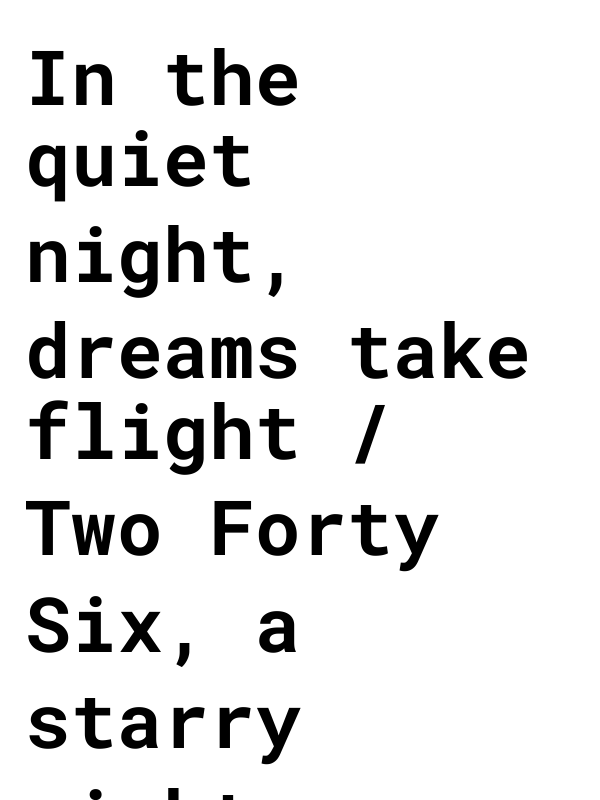 In the
quiet
night,
dreams take
flight /
Two Forty
Six, a
starry